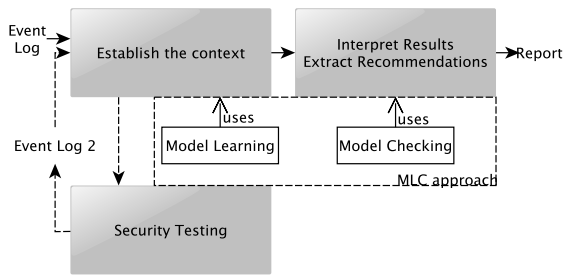 Event
Log
Establish the context
Interpret Results
Extract Recommendations
Report
uses
uses
Event Log 2
Model Learning
Model Checking
MLC approach
Security Testing